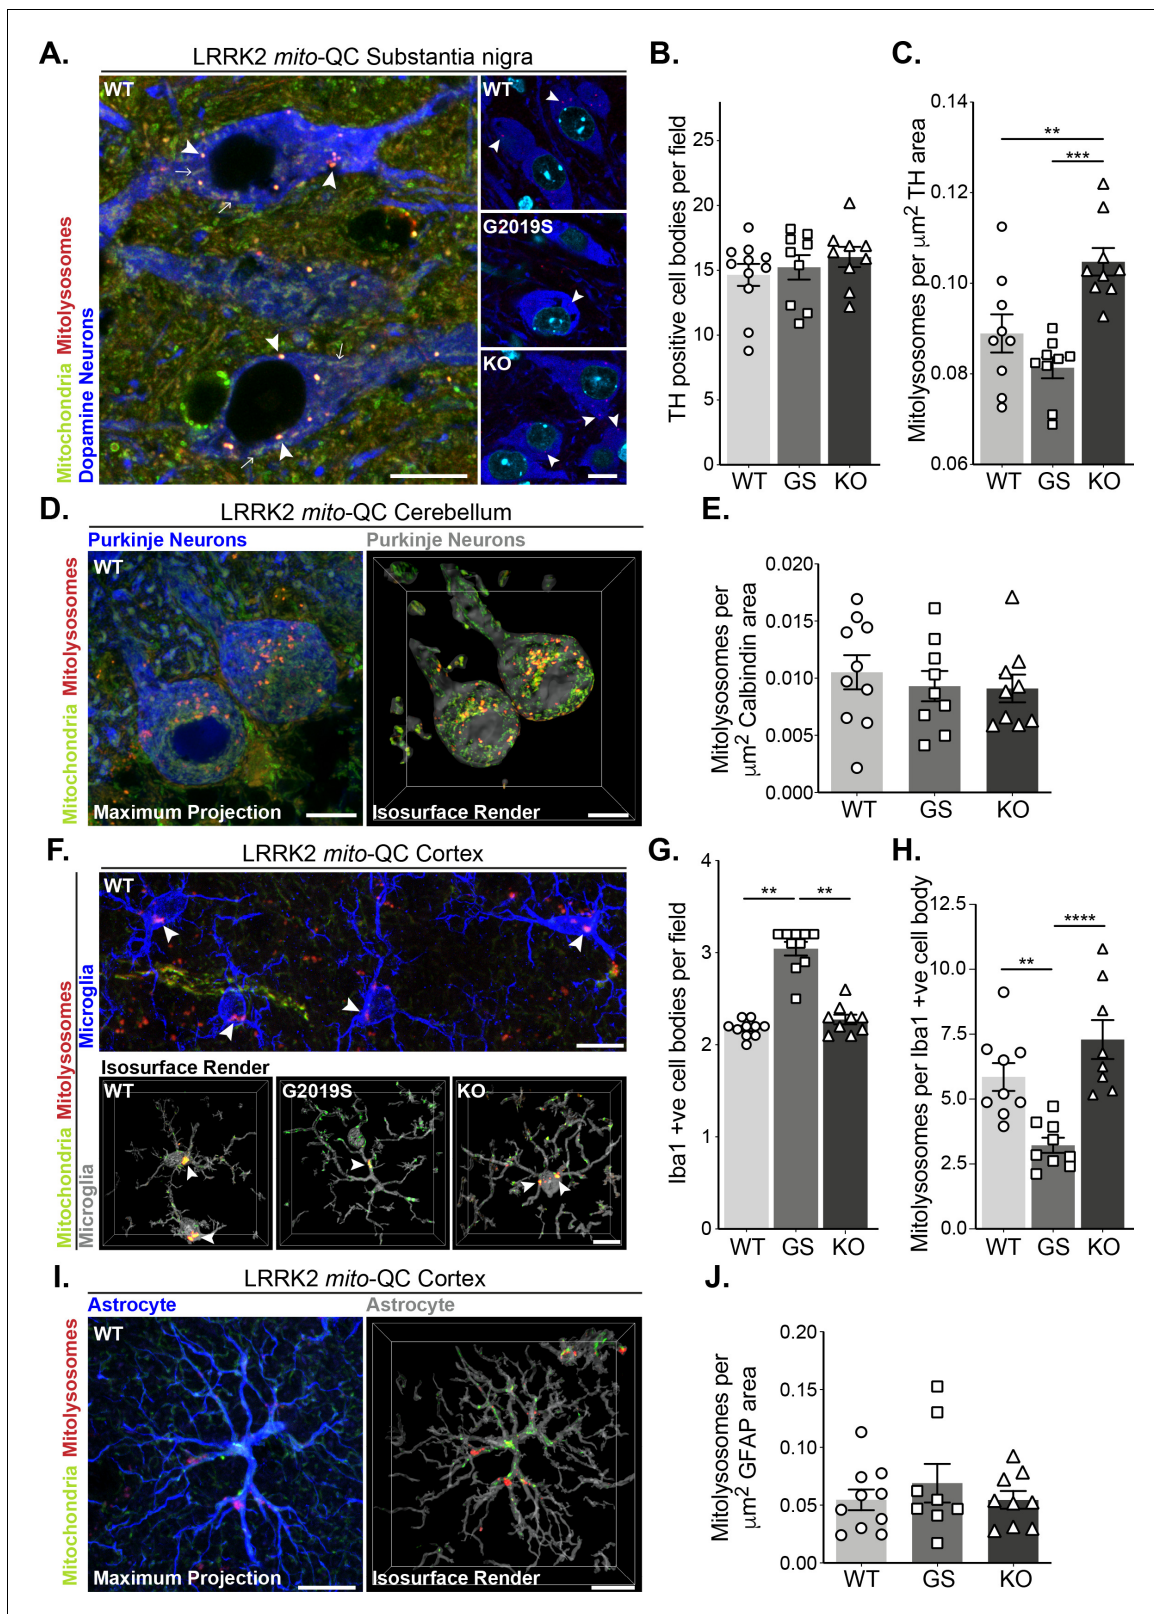 A.
LRRK2 mito-QC Substantia nigra
Mitochondria Mitolysosomes
Dopamine Neurons
WT
WT
G2019S
KO
B.
TH positive cell bodies per field
25
20
15
10
5
0
WT GS KO
C.
Mitolysosomes per μm2 TH area
0.14
0.12
0.10
0.08
0.06
**
***
WT GS KO
D.
LRRK2 mito-QC Cerebellum
Purkinje Neurons
Purkinje Neurons
Mitochondria Mitolysosomes
WT
Maximum Projection
Isosurface Render
E.
Mitolysosomes per
μm2 Calbindin area
0.020
0.015
0.010
0.005
0.000
WT GS KO
F.
LRRK2 mito-QC Cortex
Mitochondria Mitolysosomes
Microglia
Microglia
WT
Isosurface Render
WT
G2019S
KO
G.
Iba1 +ve cell bodies per field
4
3
2
1
0
** **
WT GS KO
H.
Mitolysosomes per Iba1 +ve cell body
12.5
10.0
7.5
5.0
2.5
0.0
****
**
WT GS KO
I.
LRRK2 mito-QC Cortex
Astrocyte
Astrocyte
Mitochondria Mitolysosomes
WT
Maximum Projection
Isosurface Render
J.
Mitolysosomes per
μm2 GFAP area
0.20
0.15
0.10
0.05
0.00
WT GS KO